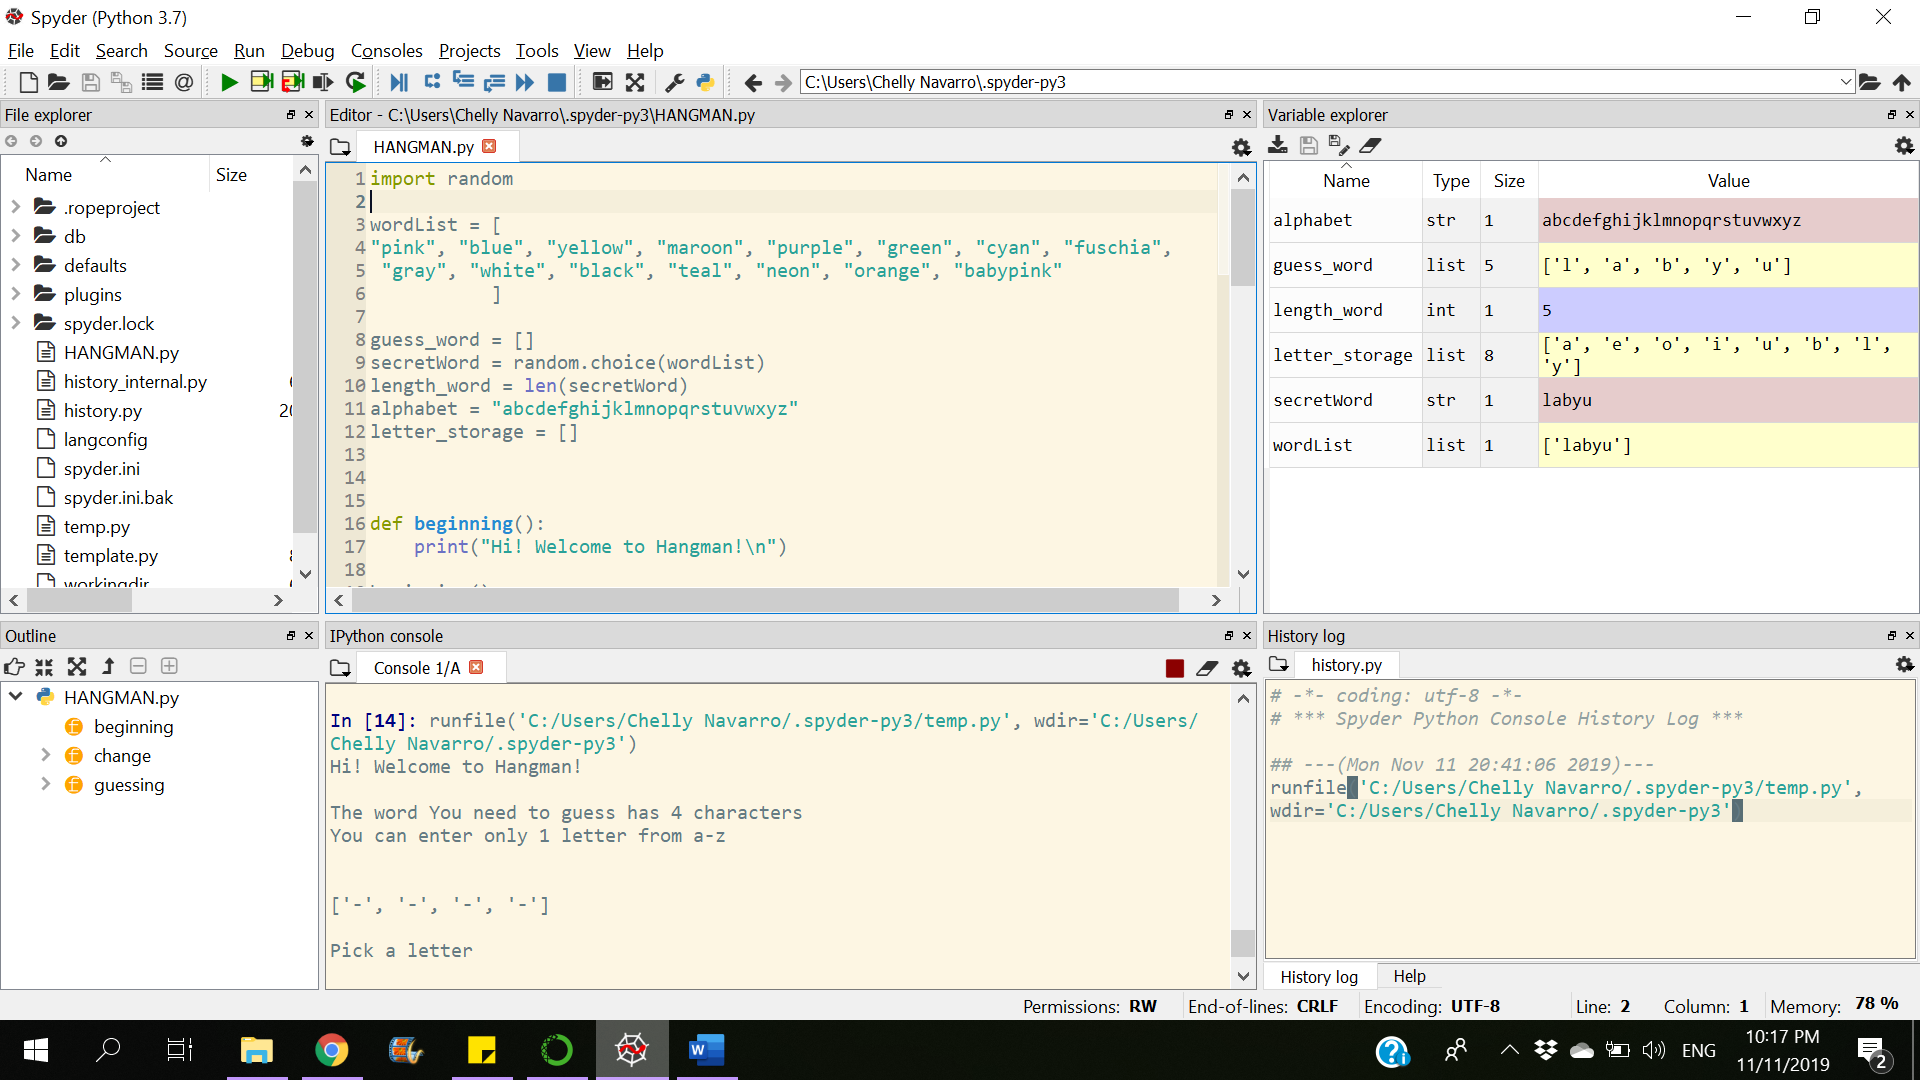 Spyder (Python 3.7)
File Edit Search Source Run Debug Consoles Projects Tools View Help
C:\Users\Chelly Navarro\.spyder-py3
File explorer
Name Size
.ropeproject
db
defaults
plugins
spyder.lock
HANGMAN.py
history_internal.py
history.py
langconfig
spyder.ini
spyder.ini.bak
temp.py
template.py
workingdir
Editor - C:\Users\Chelly Navarro\.spyder-py3\HANGMAN.py
HANGMAN.py
1 import random
2
3 wordList = [
4 "pink", "blue", "yellow", "maroon", "purple", "green", "cyan", "fuschia",
5 "gray", "white", "black", "teal", "neon", "orange", "babypink"
6 ]
7
8 guess_word = []
9 secretWord = random.choice(wordList)
10 length_word = len(secretWord)
11 alphabet = "abcdefghijklmnopqrstuvwxyz"
12 letter_storage = []
13
14
15
16 def beginning():
17 print("Hi! Welcome to Hangman!\n")
18
Variable explorer
Name Type Size Value
alphabet str 1 abcdefghijklmnopqrstuvwxyz
guess_word list 5 ['l', 'a', 'b', 'y', 'u']
length_word int 1 5
letter_storage list 8 ['a', 'e', 'o', 'i', 'u', 'b', 'l',
'y']
secretWord str 1 labyu
wordList list 1 ['labyu']
Outline
HANGMAN.py
beginning
change
guessing
IPython console
Console 1/A
In [14]: runfile('C:/Users/Chelly Navarro/.spyder-py3/temp.py', wdir='C:/Users/
Chelly Navarro/.spyder-py3')
Hi! Welcome to Hangman!
The word You need to guess has 4 characters
You can enter only 1 letter from a-z
['-', '-', '-', '-']
Pick a letter
History log
history.py
# -*- coding: utf-8 -*-
# *** Spyder Python Console History Log ***
## ---(Mon Nov 11 20:41:06 2019)---
runfile('C:/Users/Chelly Navarro/.spyder-py3/temp.py',
wdir='C:/Users/Chelly Navarro/.spyder-py3')
History log Help
Permissions: RW End-of-lines: CRLF Encoding: UTF-8 Line: 2 Column: 1 Memory: 78 %
ENG
10:17 PM
11/11/2019
2